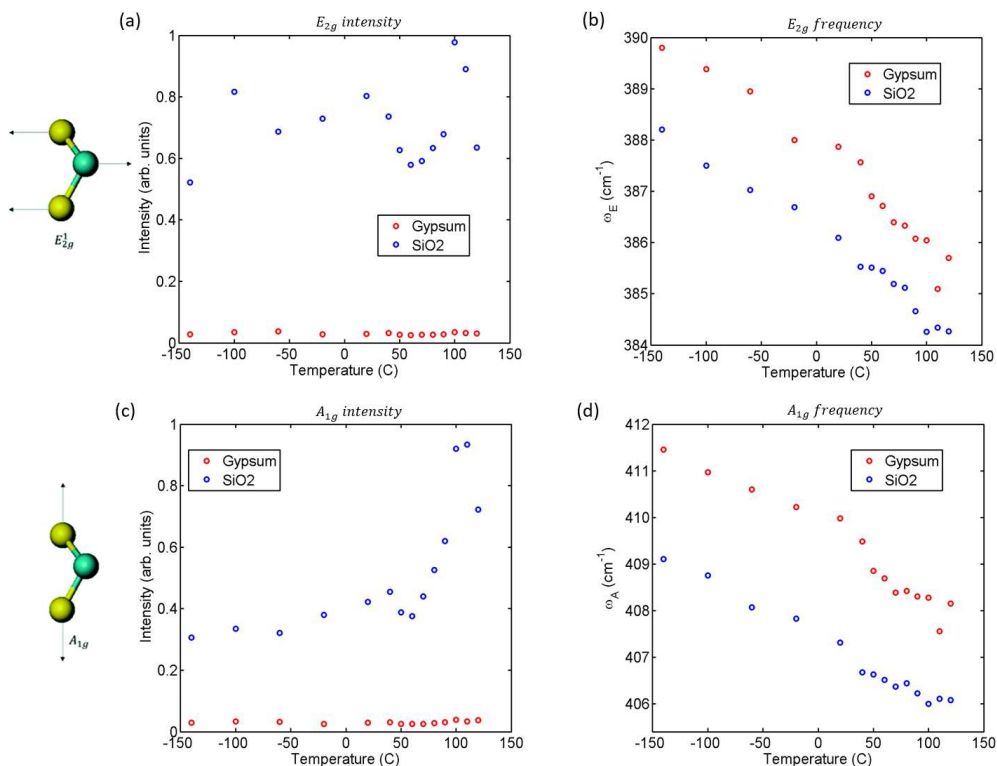 (a)
E2g intensity
Intensity (arb. units)
1
0.8
0.6
0.4
0.2
0
Gypsum
SiO2
-150 -100 -50 0 50 100 150
Temperature (C)
E¹2g
(b)
E2g frequency
ωE (cm⁻¹)
390
389
388
387
386
385
384
Gypsum
SiO2
-150 -100 -50 0 50 100 150
Temperature (C)
(c)
A1g intensity
Intensity (arb. units)
1
0.8
0.6
0.4
0.2
0
Gypsum
SiO2
-150 -100 -50 0 50 100 150
Temperature (C)
A1g
(d)
A1g frequency
ωA (cm⁻¹)
412
411
410
409
408
407
406
Gypsum
SiO2
-150 -100 -50 0 50 100 150
Temperature (C)